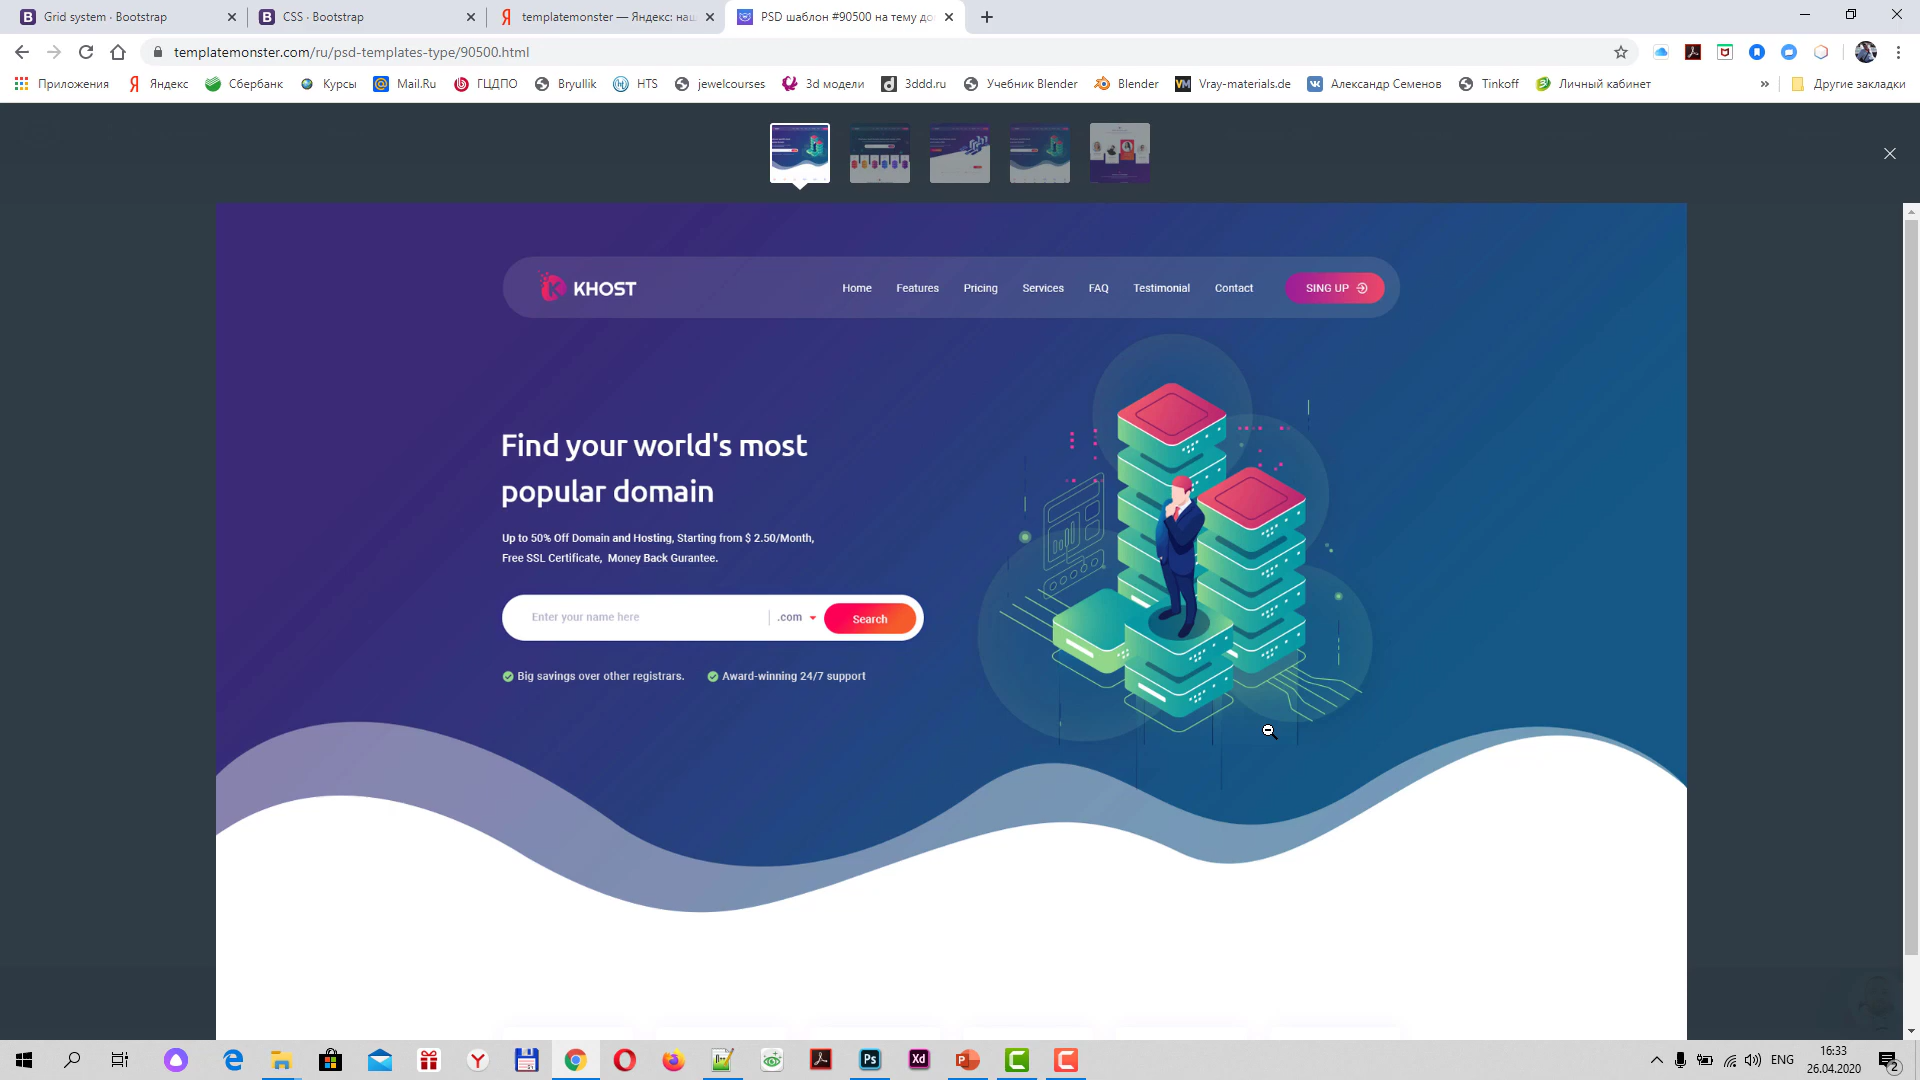 Grid system · Bootstrap
CSS · Bootstrap
templatemonster — Яндекс: наш
PSD шаблон #90500 на тему до
templatemonster.com/ru/psd-templates-type/90500.html
Приложения
Яндекс
Сбербанк
Курсы
Mail.Ru
ГЦДПО
Bryullik
HTS
jewelcourses
3d модели
3ddd.ru
Учебник Blender
Blender
Vray-materials.de
Александр Семенов
Tinkoff
Личный кабинет
»
Другие закладки
KHOST
Home
Features
Pricing
Services
FAQ
Testimonial
Contact
SING UP
Find your world's most
popular domain
Up to 50% Off Domain and Hosting, Starting from $ 2.50/Month,
Free SSL Certificate, Money Back Gurantee.
Enter your name here
.com
Search
Big savings over other registrars.
Award-winning 24/7 support
ENG
16:33
26.04.2020
2